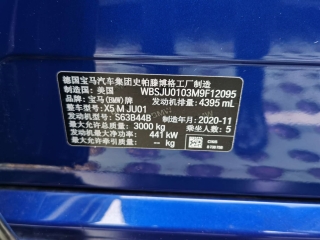 德国宝马汽车集团史帕滕博格工厂制造
制造国: 美国 WBSJU0103M9F12095
品牌: 宝马(BMW)牌 发动机排量: 4395 mL
整车型号: X5 M JU01
发动机型号: S63B44B
最大允许总质量: 3000 kg 制造年月: 2020-11
发动机最大净功率: 441 kW 乘坐人数: 5
最大允许牵引质量: -- kg